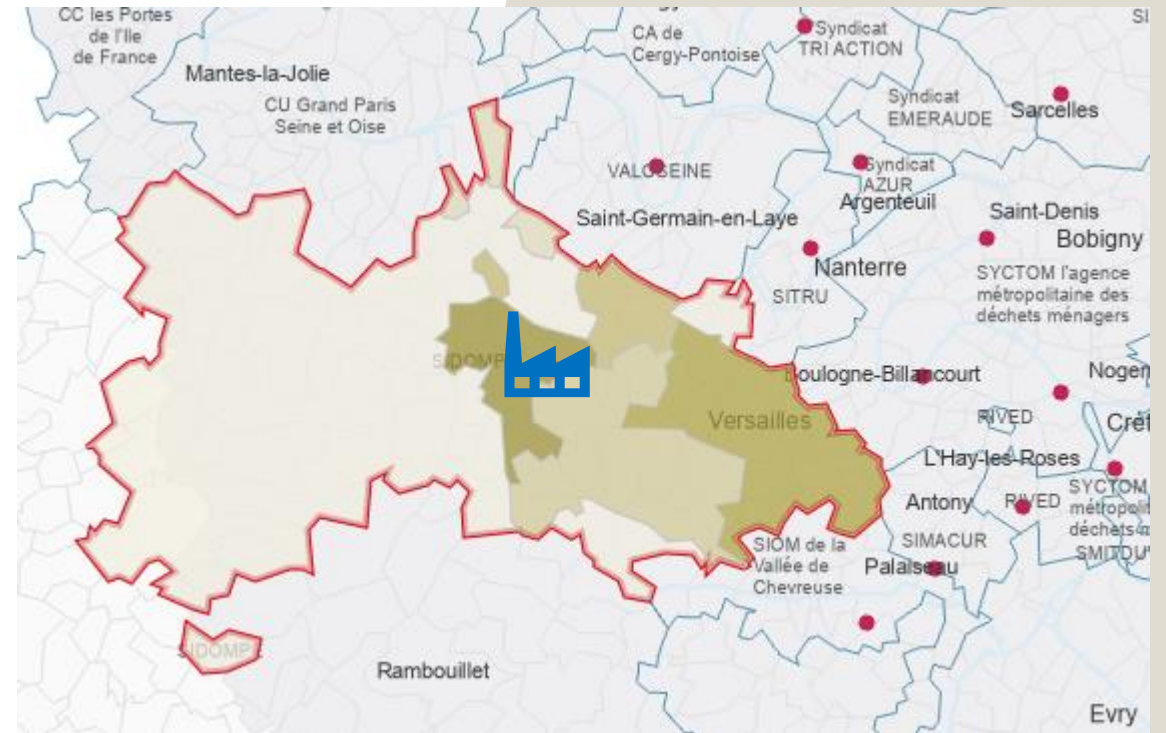 CC les Portes
de l'Ile
de France
Mantes-la-Jolie
CU Grand Paris
Seine et Oise
CA de
Cergy-Pontoise
Syndicat
TRI ACTION
Syndicat
EMERAUDE
Sarcelles
VALOSEINE
Syndicat
AZUR
Argenteuil
Saint-Germain-en-Laye
Saint-Denis
Bobigny
Nanterre
SITRU
SYCTOM l'agence
métropolitaine des
déchets ménagers
SIDOMPE
Boulogne-Billancourt
Versailles
RIVED
L'Hay-les-Roses
Antony
RIVED
SYCTOM
SIMACUR
SIOM de la
Vallée de
Chevreuse
Palaiseau
Rambouillet
Evry